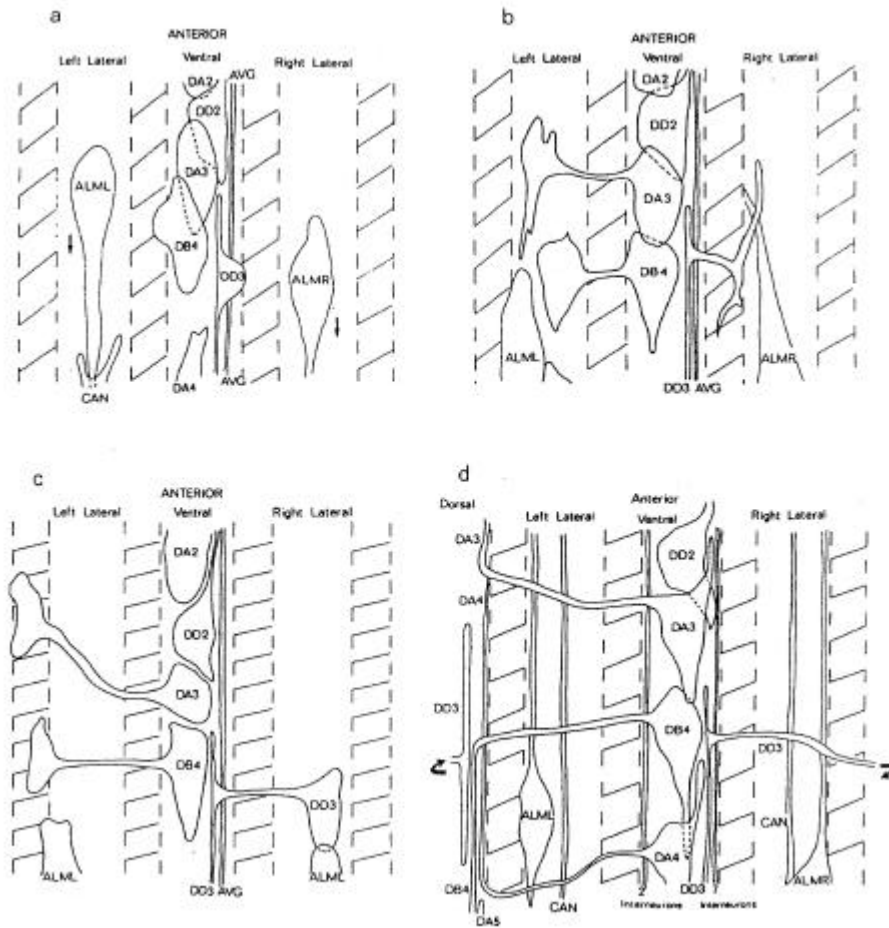 a
ANTERIOR
Left Lateral Ventral Right Lateral
DA2 AVG
DD2
DA3
ALML
DB4
DD3
ALMR
DA4 AVG
CAN
b
ANTERIOR
Left Lateral Ventral Right Lateral
DA2
DD2
DA3
DB4
ALML
ALMR
DD3 AVG
c
ANTERIOR
Left Lateral Ventral Right Lateral
DA2
DD2
DA3
DB4
DD3
ALML
ALML
DD3 AVG
d
Dorsal Anterior
Left Lateral Ventral Right Lateral
DA3
DD2
DA4
DA3
DD3
DB4
DD3
ALML
CAN
DA4
ALMR
DB4
DD3
CAN
2 7
Interneurons Interneurons
DA5